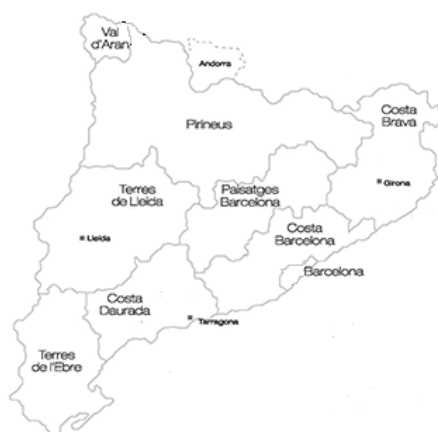 Val
d'Aran
Andorra
Pirineus
Costa
Brava
Girona
Terres
de Lleida
Paisatges
Barcelona
Lleida
Costa
Barcelona
Barcelona
Costa
Daurada
Tarragona
Terres
de l'Ebre